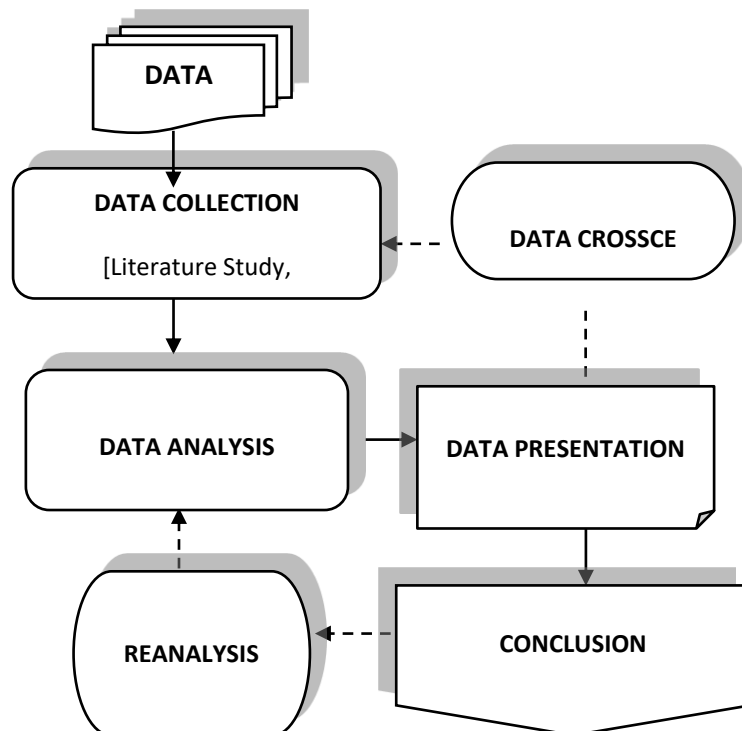 DATA
DATA COLLECTION
[Literature Study,
DATA CROSSCE
DATA ANALYSIS
DATA PRESENTATION
REANALYSIS
CONCLUSION